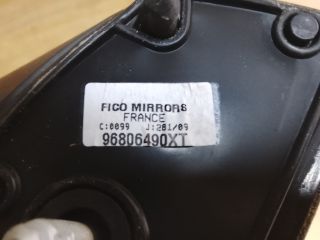 FICO MIRRORS
FRANCE
C:0099 J:281/09
96806490XT